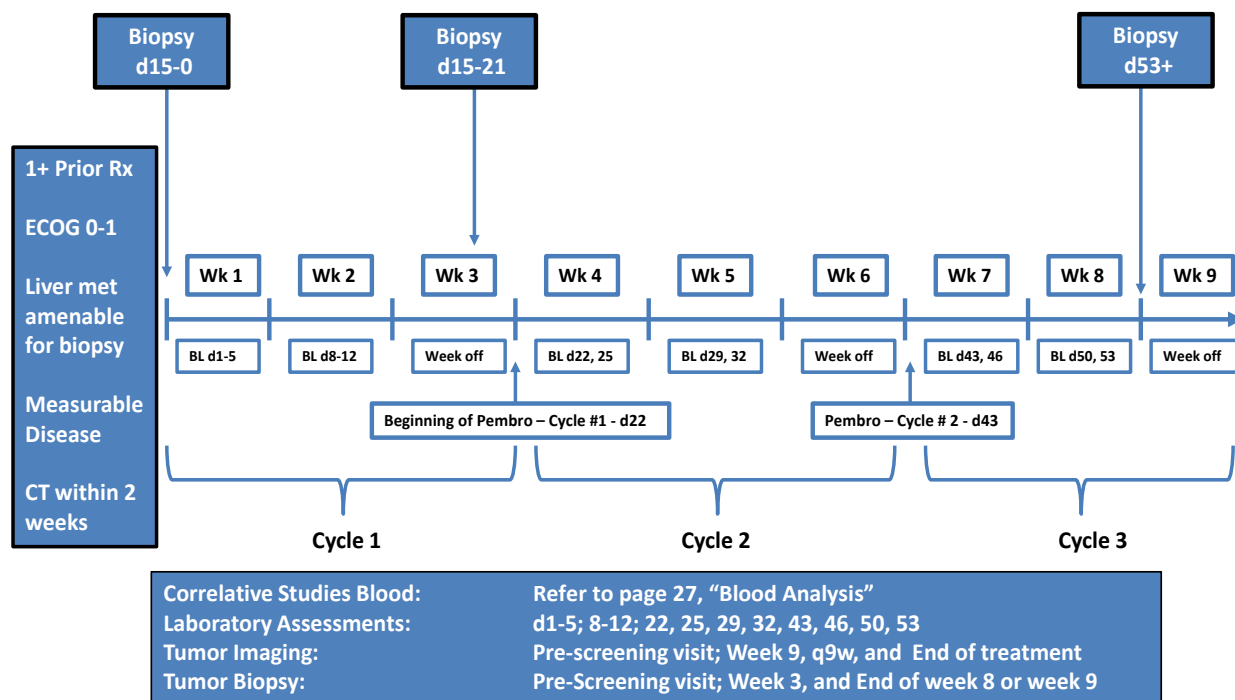 Biopsy
d15-0
Biopsy
d15-21
Biopsy
d53+
1+ Prior Rx
ECOG 0-1
Liver met
amenable
for biopsy
Measurable
Disease
CT within 2
weeks
Wk 1
Wk 2
Wk 3
Wk 4
Wk 5
Wk 6
Wk 7
Wk 8
Wk 9
BL d1-5
BL d8-12
Week off
BL d22, 25
BL d29, 32
Week off
BL d43, 46
BL d50, 53
Week off
Beginning of Pembro – Cycle #1 - d22
Pembro – Cycle # 2 - d43
Cycle 1
Cycle 2
Cycle 3
Correlative Studies Blood: Refer to page 27, “Blood Analysis”
Laboratory Assessments: d1-5; 8-12; 22, 25, 29, 32, 43, 46, 50, 53
Tumor Imaging: Pre-screening visit; Week 9, q9w, and End of treatment
Tumor Biopsy: Pre-Screening visit; Week 3, and End of week 8 or week 9